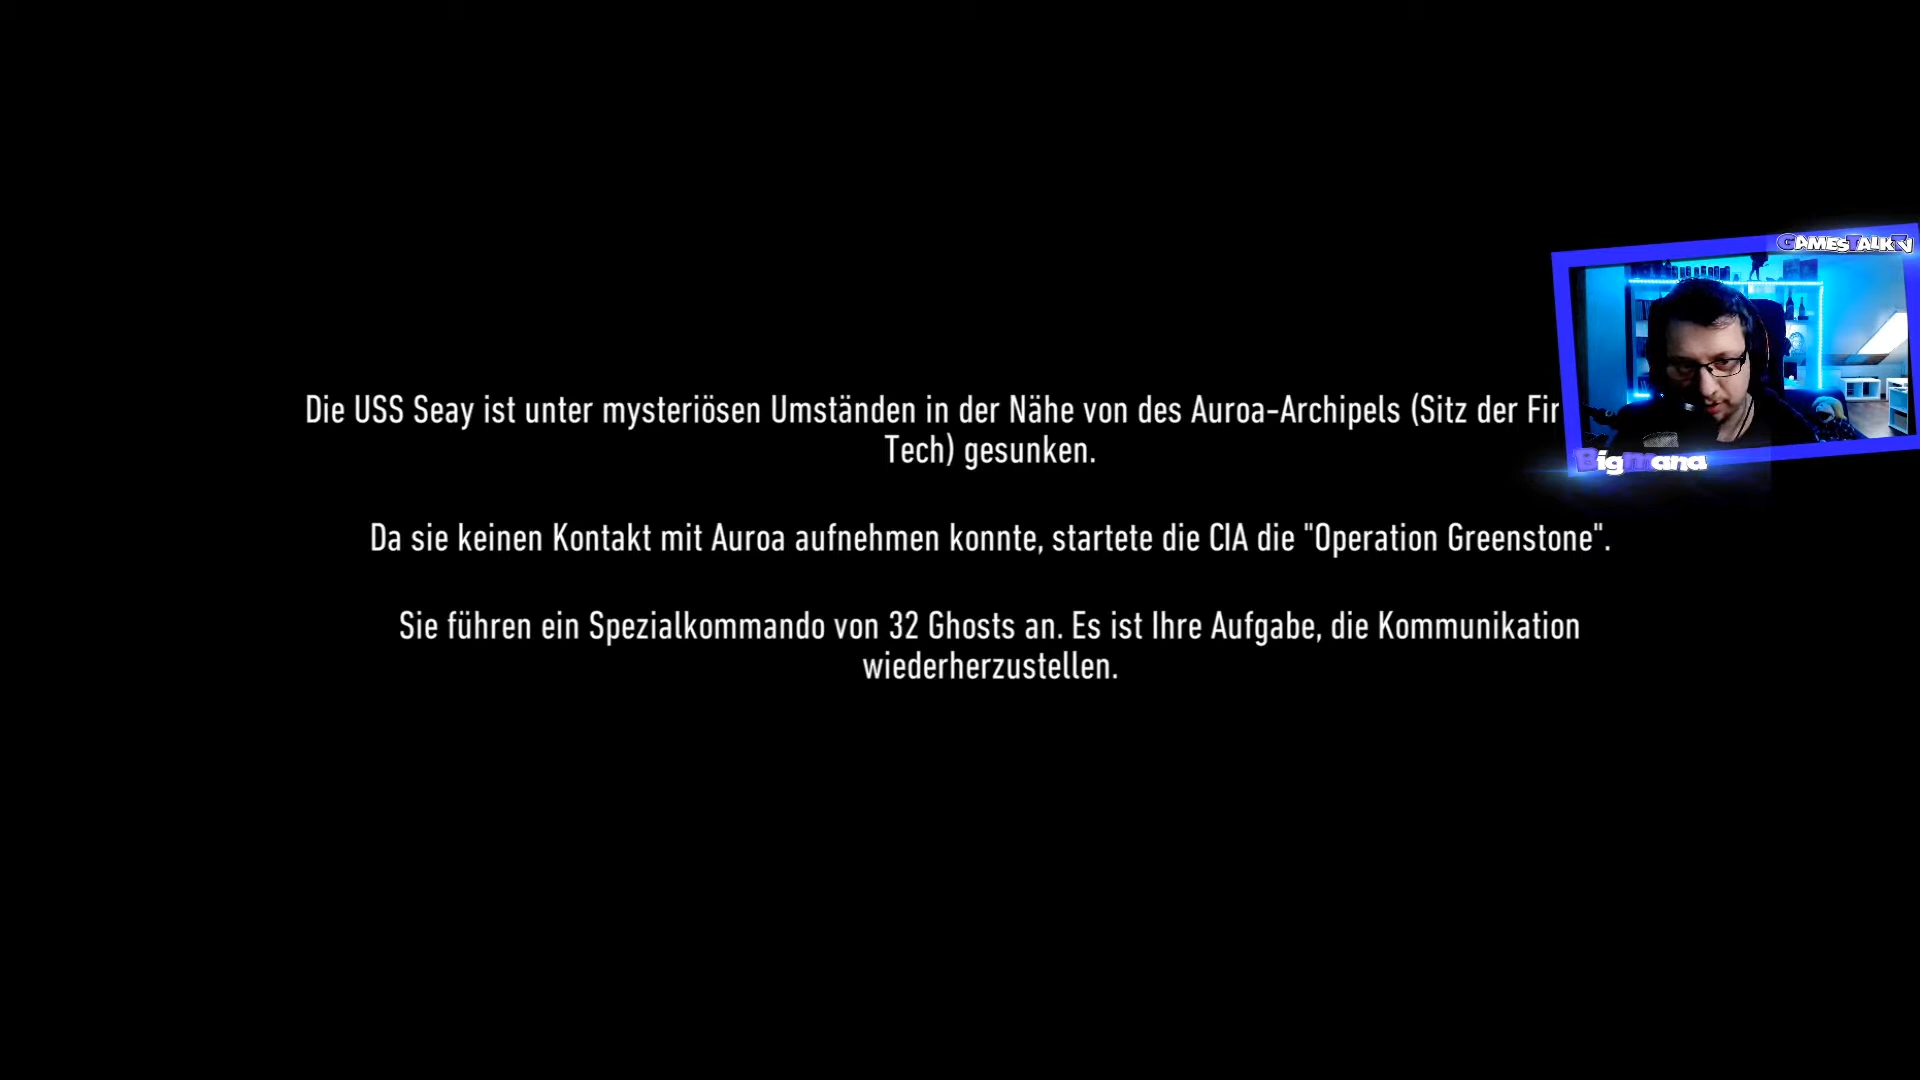 GAMESTALKTV
Die USS Seay ist unter mysteriösen Umständen in der Nähe von des Auroa-Archipels (Sitz der Fir
Tech) gesunken.
BigMana
Da sie keinen Kontakt mit Auroa aufnehmen konnte, startete die CIA die "Operation Greenstone".
Sie führen ein Spezialkommando von 32 Ghosts an. Es ist Ihre Aufgabe, die Kommunikation
wiederherzustellen.